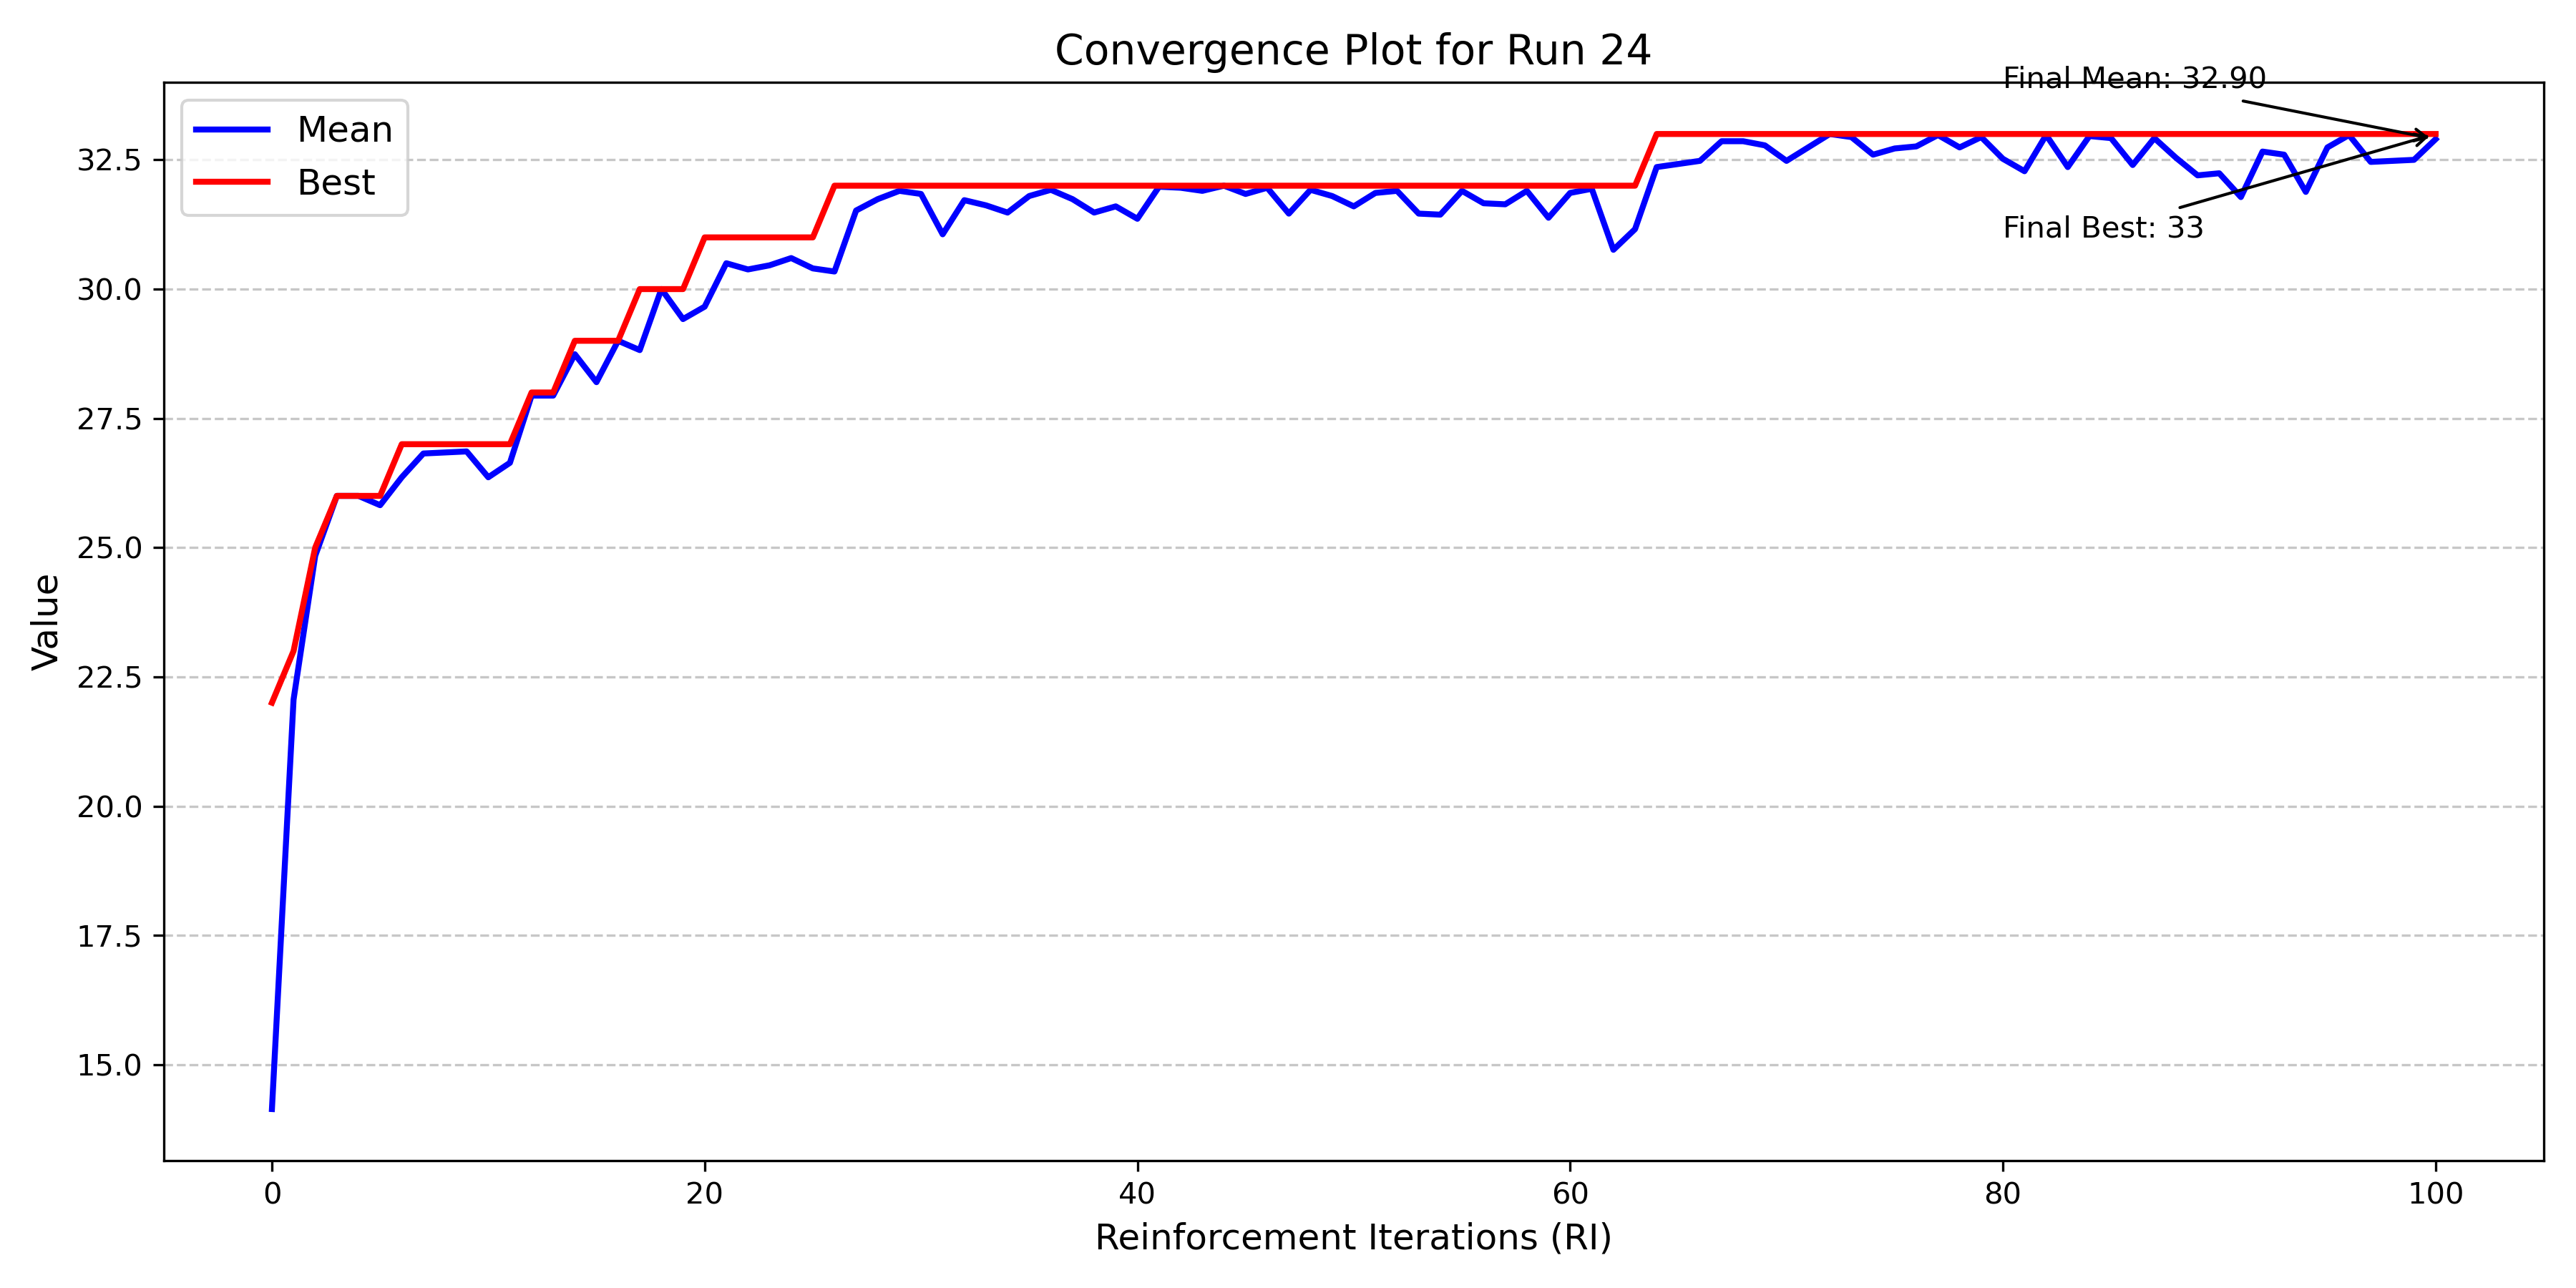 Convergence Plot for Run 24
Final Mean: 32.90
Mean
Best
Final Best: 33
32.5
30.0
27.5
25.0
22.5
20.0
17.5
15.0
Value
0 20 40 60 80 100
Reinforcement Iterations (RI)